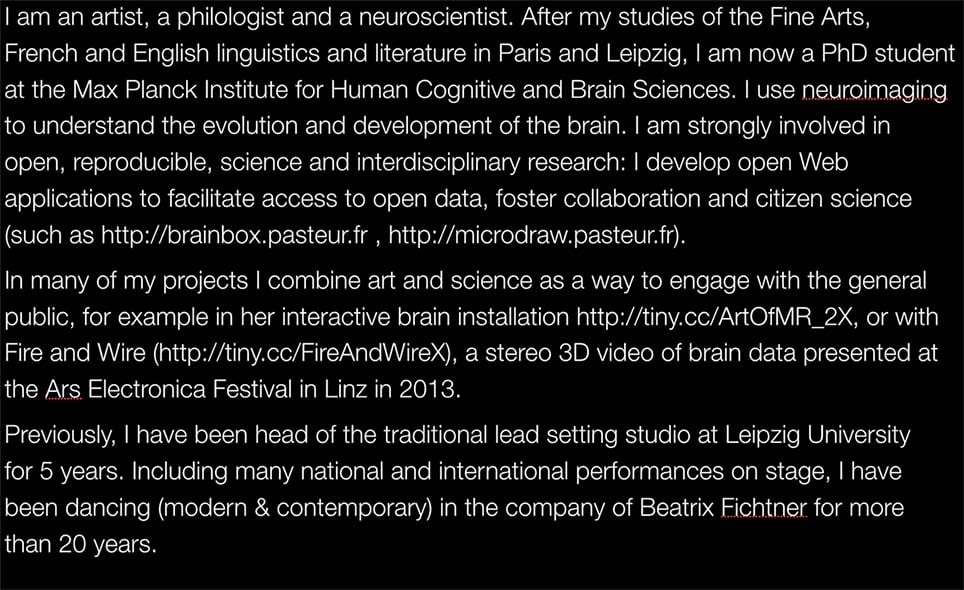 I am an artist, a philologist and a neuroscientist. After my studies of the Fine Arts,
French and English linguistics and literature in Paris and Leipzig, I am now a PhD student
at the Max Planck Institute for Human Cognitive and Brain Sciences. I use neuroimaging
to understand the evolution and development of the brain. I am strongly involved in
open, reproducible, science and interdisciplinary research: I develop open Web
applications to facilitate access to open data, foster collaboration and citizen science
(such as http://brainbox.pasteur.fr , http://microdraw.pasteur.fr).
In many of my projects I combine art and science as a way to engage with the general
public, for example in her interactive brain installation http://tiny.cc/ArtOfMR_2X, or with
Fire and Wire (http://tiny.cc/FireAndWireX), a stereo 3D video of brain data presented at
the Ars Electronica Festival in Linz in 2013.
Previously, I have been head of the traditional lead setting studio at Leipzig University
for 5 years. Including many national and international performances on stage, I have
been dancing (modern & contemporary) in the company of Beatrix Fichtner for more
than 20 years.